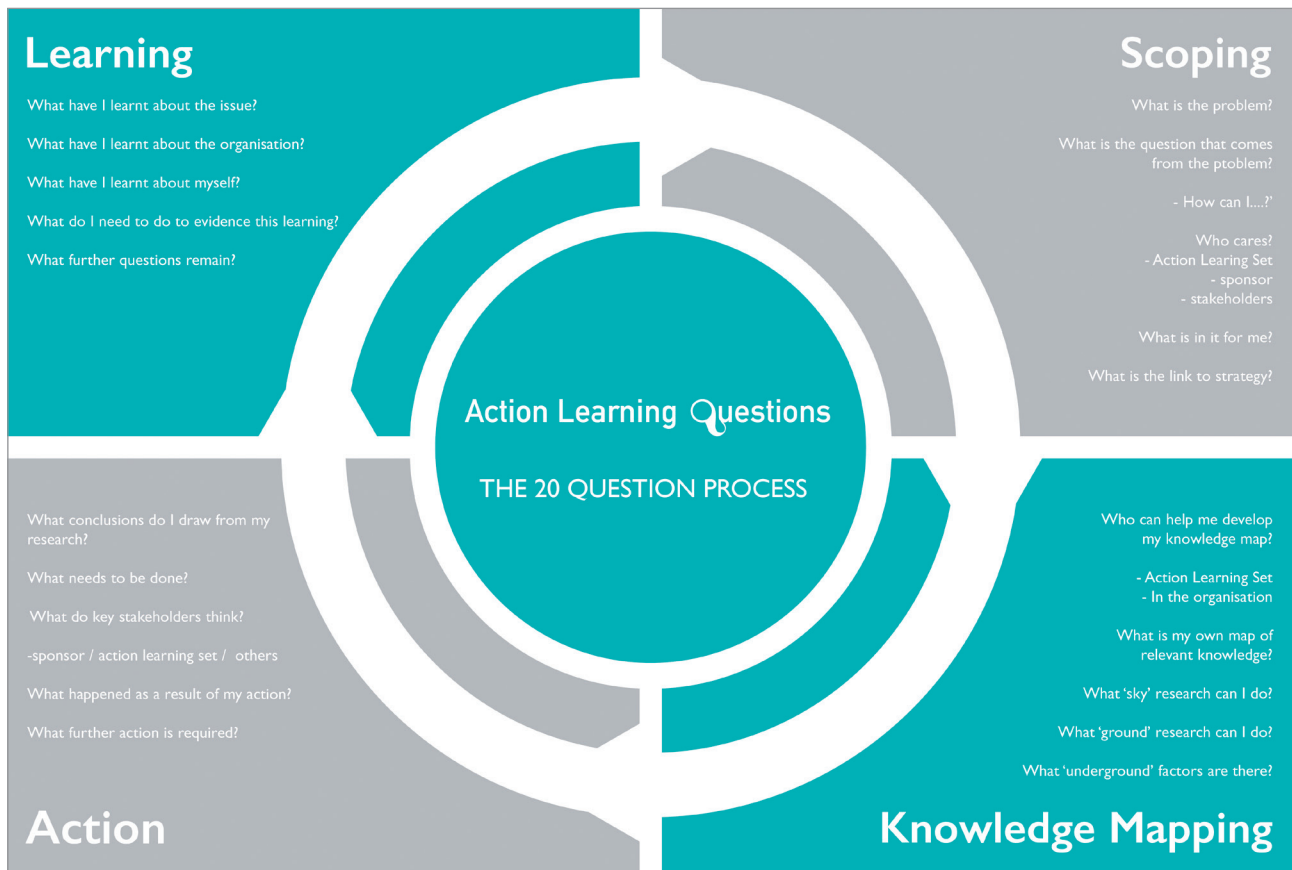 Learning
What have I learnt about the issue?
What have I learnt about the organisation?
What have I learnt about myself?
What do I need to do to evidence this learning?
What further questions remain?
Scoping
What is the problem?
What is the question that comes
from the ptoblem?
- How can I....?'
Who cares?
- Action Learing Set
- sponsor
- stakeholders
What is in it for me?
What is the link to strategy?
Action Learning Questions
THE 20 QUESTION PROCESS
What conclusions do I draw from my
research?
What needs to be done?
What do key stakeholders think?
-sponsor / action learning set / others
What happened as a result of my action?
What further action is required?
Action
Who can help me develop
my knowledge map?
- Action Learning Set
- In the organisation
What is my own map of
relevant knowledge?
What ‘sky’ research can I do?
What ‘ground’ research can I do?
What ‘underground’ factors are there?
Knowledge Mapping